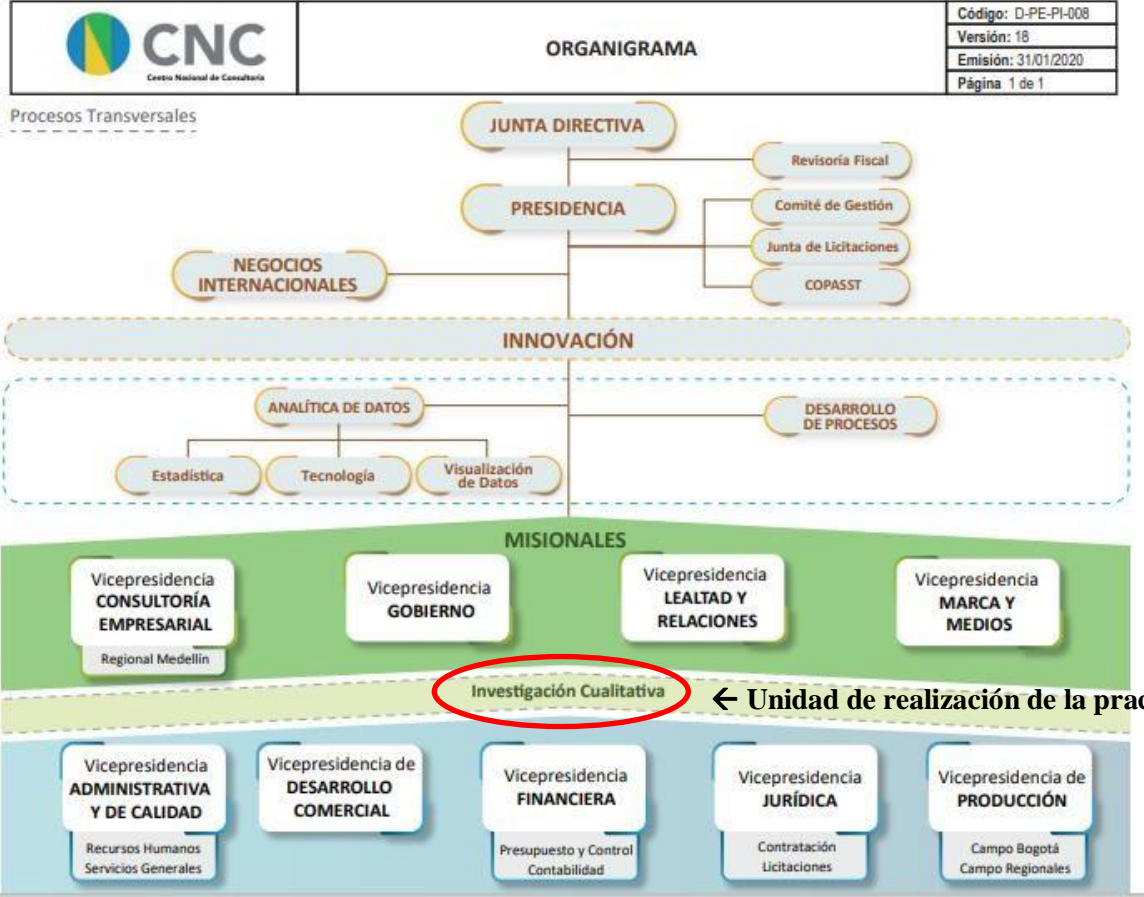 CNC
Centro Nacional de Consultoría
ORGANIGRAMA
Código: D-PE-PI-008
Versión: 18
Emisión: 31/01/2020
Página 1 de 1
Procesos Transversales
JUNTA DIRECTIVA
Revisoría Fiscal
PRESIDENCIA
Comité de Gestión
Junta de Licitaciones
COPASST
NEGOCIOS
INTERNACIONALES
INNOVACIÓN
ANALÍTICA DE DATOS
DESARROLLO
DE PROCESOS
Estadística
Tecnología
Visualización
de Datos
MISIONALES
Vicepresidencia
CONSULTORÍA
EMPRESARIAL
Regional Medellín
Vicepresidencia
GOBIERNO
Vicepresidencia
LEALTAD Y
RELACIONES
Vicepresidencia
MARCA Y
MEDIOS
Investigación Cualitativa
← Unidad de realización de la prac
Vicepresidencia
ADMINISTRATIVA
Y DE CALIDAD
Recursos Humanos
Servicios Generales
Vicepresidencia de
DESARROLLO
COMERCIAL
Vicepresidencia
FINANCIERA
Presupuesto y Control
Contabilidad
Vicepresidencia
JURÍDICA
Contratación
Licitaciones
Vicepresidencia de
PRODUCCIÓN
Campo Bogotá
Campo Regionales